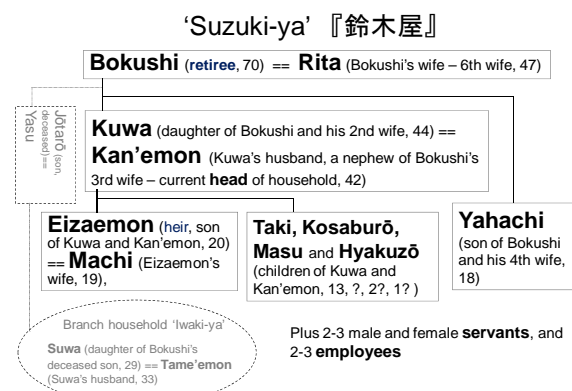 ‘Suzuki-ya’ 『鈴木屋』
Bokushi (retiree, 70) == Rita (Bokushi’s wife – 6th wife, 47)
Jōtarō (son,
deceased)==
Yasu
Kuwa (daughter of Bokushi and his 2nd wife, 44) ==
Kan’emon (Kuwa’s husband, a nephew of Bokushi’s
3rd wife – current head of household, 42)
Eizaemon (heir, son
of Kuwa and Kan’emon, 20)
== Machi (Eizaemon’s
wife, 19),
Taki, Kosaburō,
Masu and Hyakuzō
(children of Kuwa and
Kan’emon, 13, ?, 2?, 1? )
Yahachi
(son of Bokushi
and his 4th wife,
18)
Branch household ‘Iwaki-ya’
Suwa (daughter of Bokushi’s
deceased son, 29) == Tame’emon
(Suwa’s husband, 33)
Plus 2-3 male and female servants, and
2-3 employees